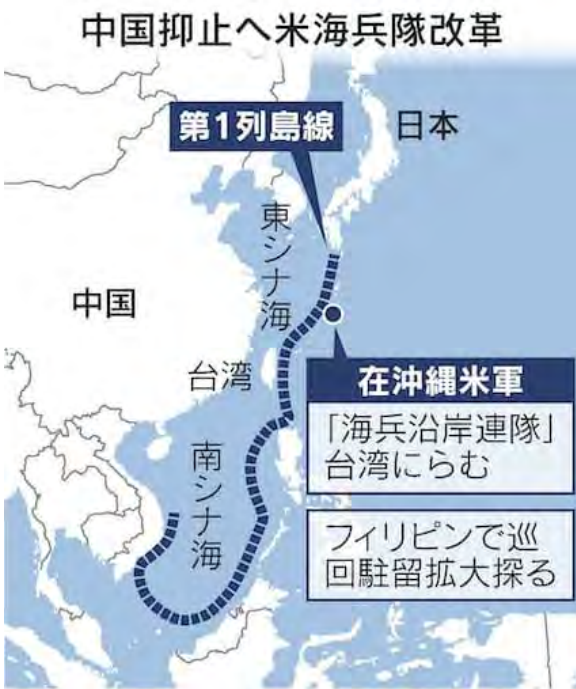 中国抑止へ米海兵隊改革
第1列島線
日本
東シナ海
中国
台湾
在沖縄米軍
「海兵沿岸連隊」
台湾にらむ
南シナ海
フィリピンで巡
回駐留拡大探る